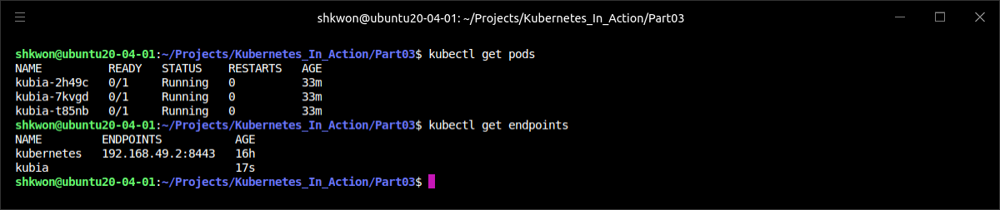 shkwon@ubuntu20-04-01: ~/Projects/Kubernetes_In_Action/Part03
shkwon@ubuntu20-04-01:~/Projects/Kubernetes_In_Action/Part03$ kubectl get pods
NAME          READY   STATUS    RESTARTS   AGE
kubia-2h49c   0/1     Running   0          33m
kubia-7kvgd   0/1     Running   0          33m
kubia-t85nb   0/1     Running   0          33m
shkwon@ubuntu20-04-01:~/Projects/Kubernetes_In_Action/Part03$ kubectl get endpoints
NAME         ENDPOINTS           AGE
kubernetes   192.168.49.2:8443   16h
kubia                            17s
shkwon@ubuntu20-04-01:~/Projects/Kubernetes_In_Action/Part03$